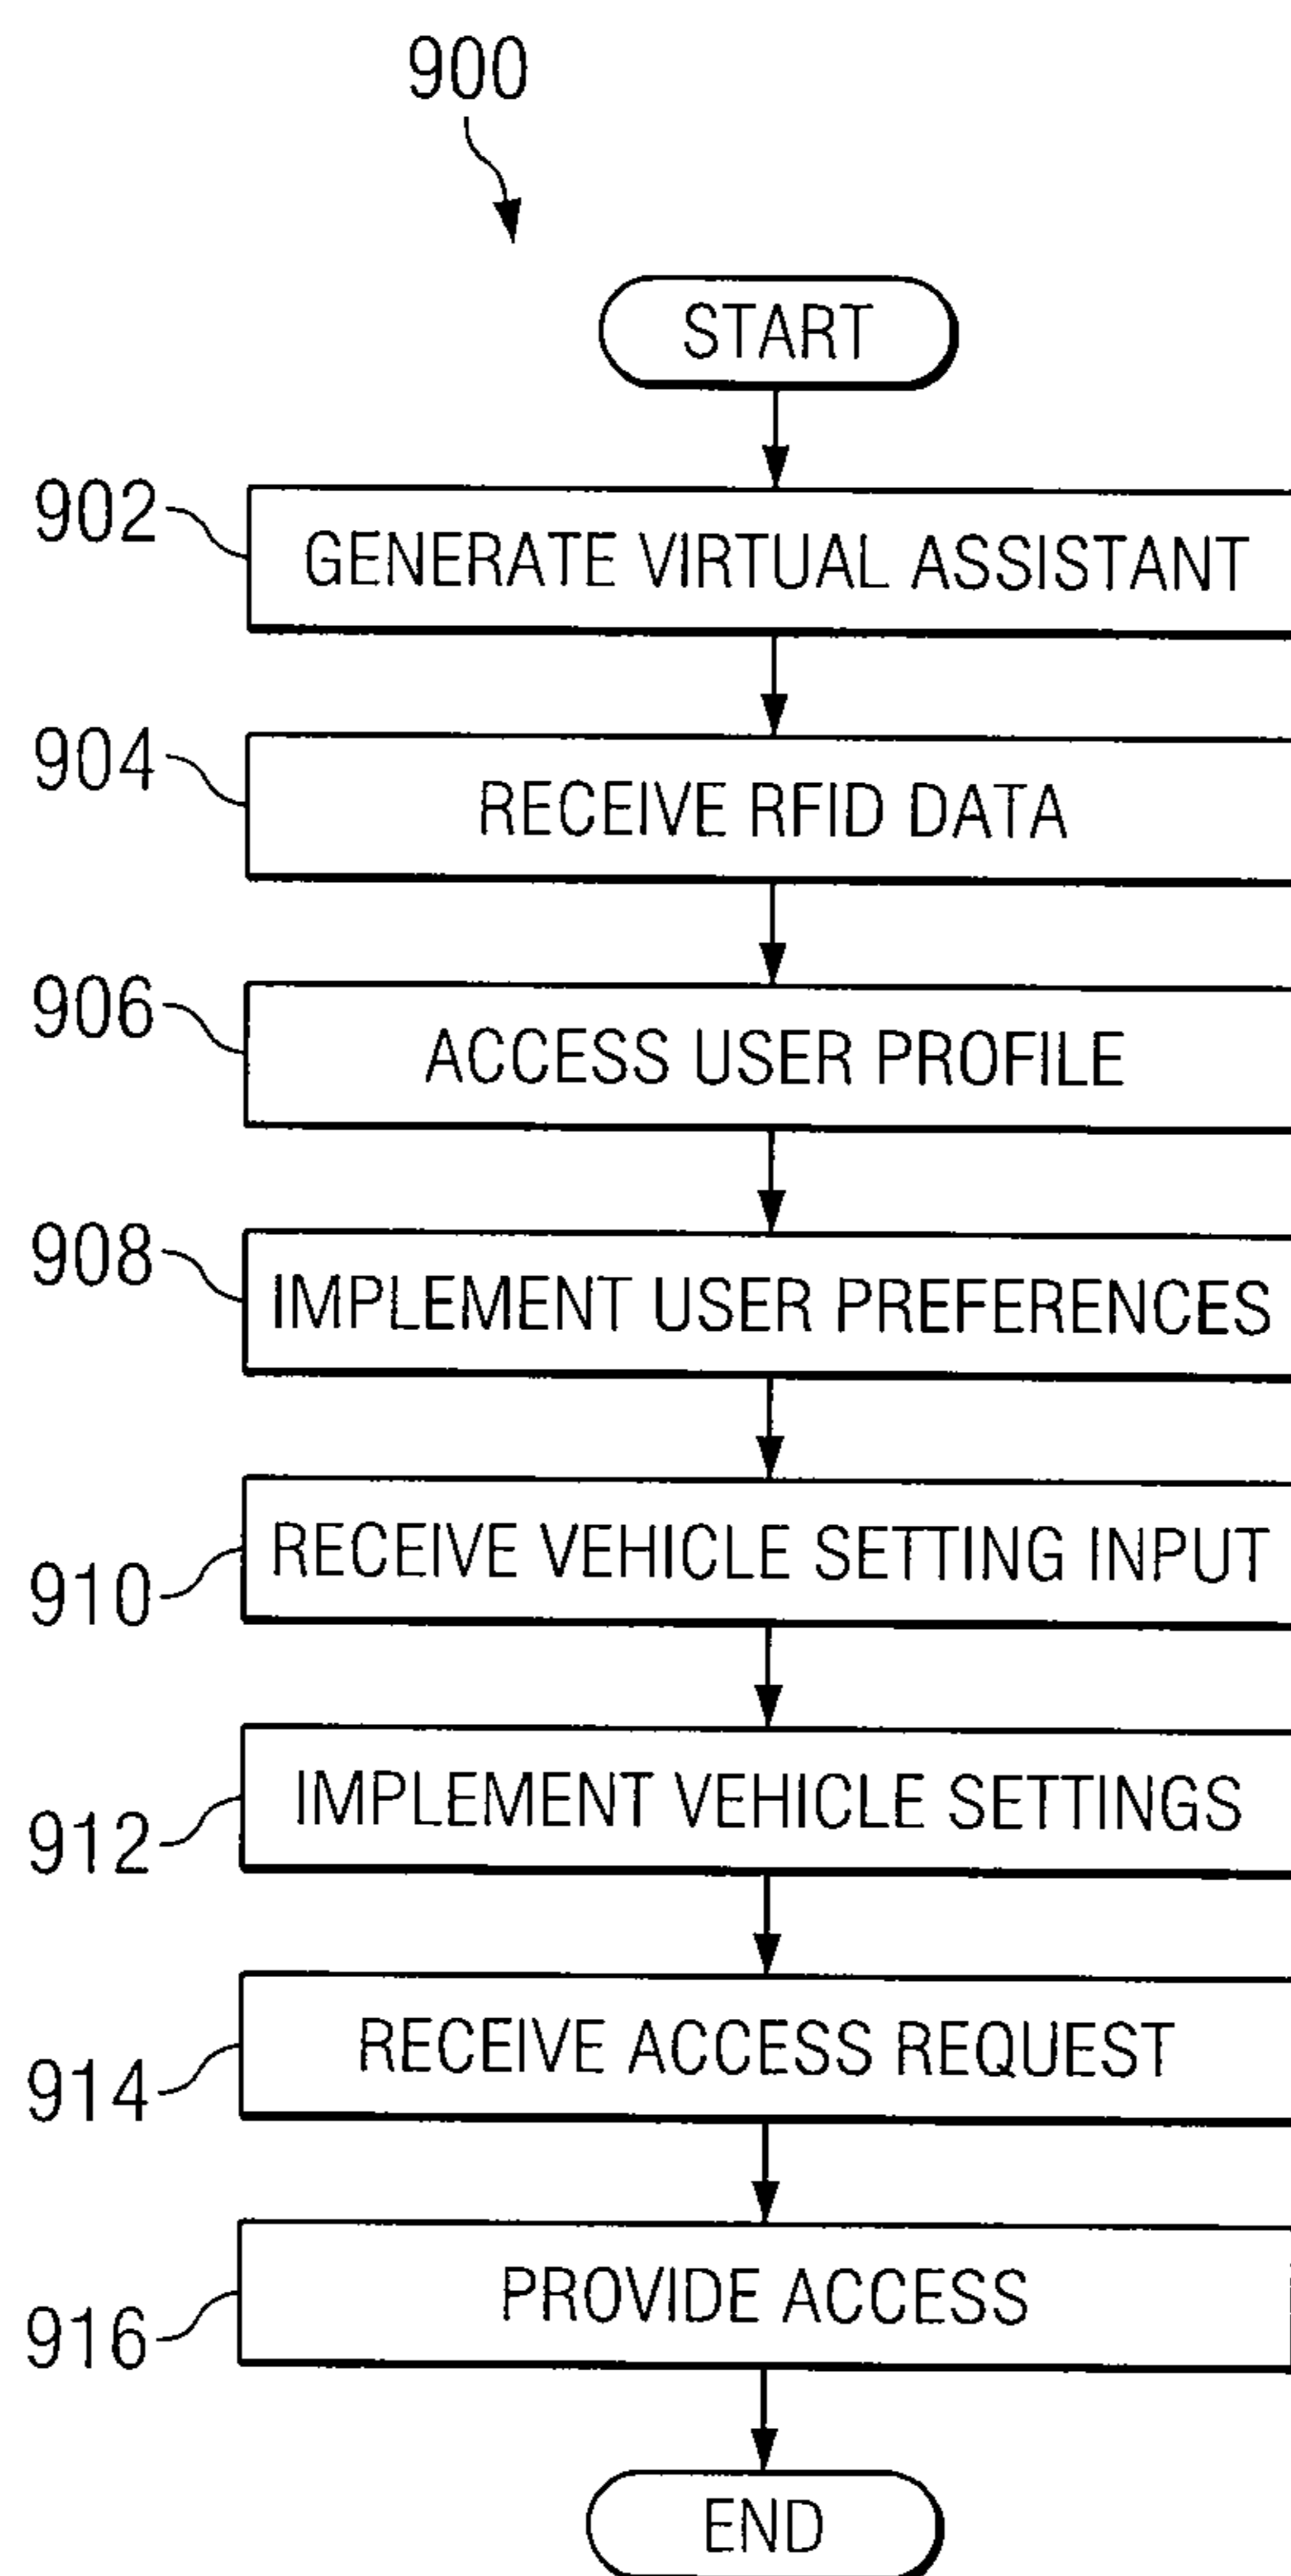 900
START
902
GENERATE VIRTUAL ASSISTANT
904
RECEIVE RFID DATA
906
ACCESS USER PROFILE
908
IMPLEMENT USER PREFERENCES
910
RECEIVE VEHICLE SETTING INPUT
912
IMPLEMENT VEHICLE SETTINGS
914
RECEIVE ACCESS REQUEST
916
PROVIDE ACCESS
END